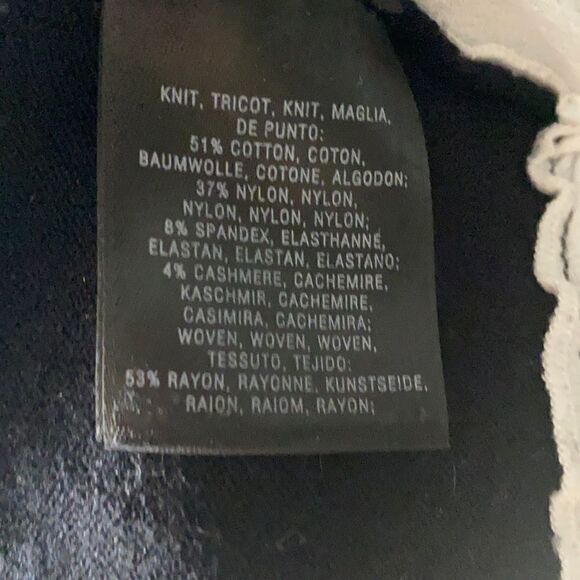 KNIT, TRICOT, KNIT, MAGLIA,
DE PUNTO:
51% COTTON, COTON,
BAUMWOLLE, COTONE, ALGODON;
37% NYLON, NYLON,
NYLON, NYLON, NYLON;
8% SPANDEX, ELASTHANNE,
ELASTAN, ELASTAN, ELASTANO;
4% CASHMERE, CACHEMIRE,
KASCHMIR, CACHEMIRE,
CASIMIRA, CACHEMIRA;
WOVEN, WOVEN, WOVEN,
TESSUTO, TEJIDO:
53% RAYON, RAYONNE, KUNSTSEIDE,
RAION, RAIOM, RAYON;